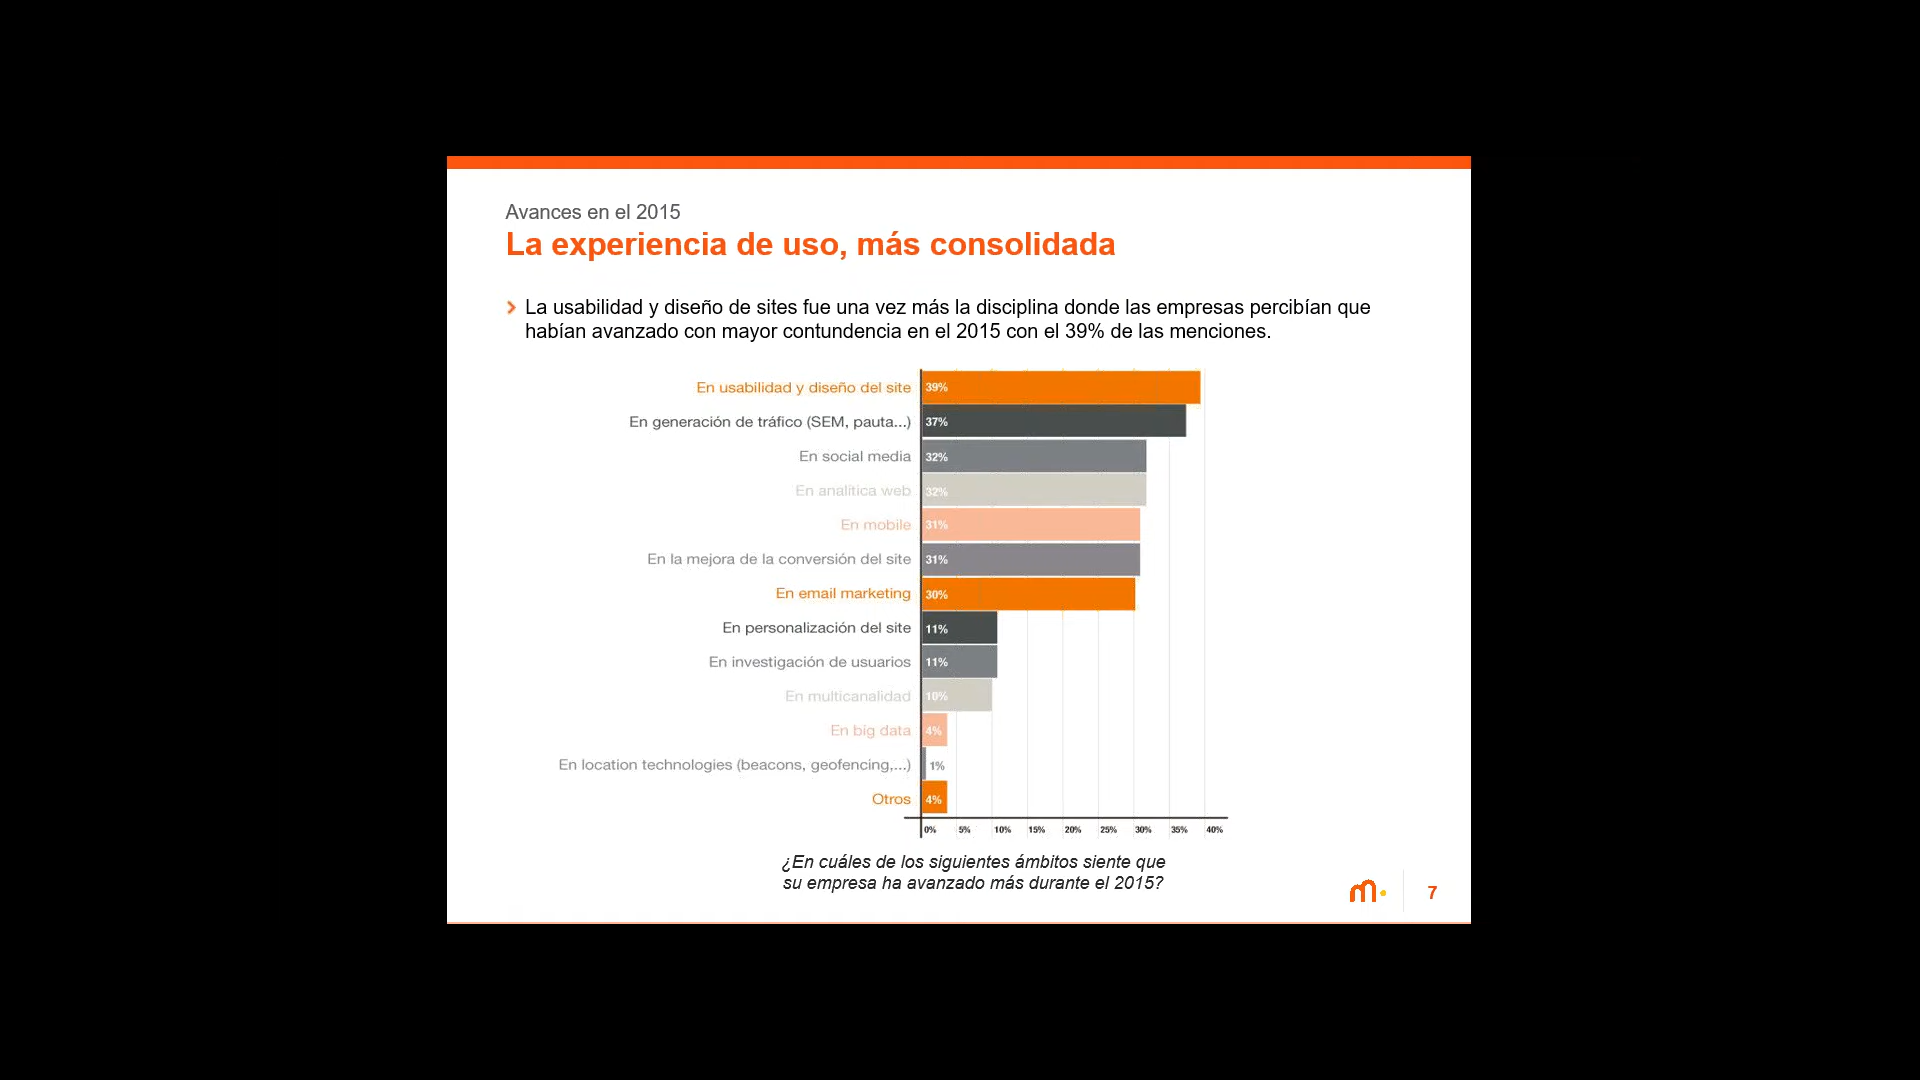 Avances en el 2015
La experiencia de uso, más consolidada
La usabilidad y diseño de sites fue una vez más la disciplina donde las empresas percibían que
habían avanzado con mayor contundencia en el 2015 con el 39% de las menciones.
En usabilidad y diseño del site 39%
En generación de tráfico (SEM, pauta...) 37%
En social media 32%
En analítica web 32%
En mobile 31%
En la mejora de la conversión del site 31%
En email marketing 30%
En personalización del site 11%
En investigación de usuarios 11%
En multicanalidad 10%
En big data 4%
En location technologies (beacons, geofencing,...) 1%
Otros 4%
0% 5% 10% 15% 20% 25% 30% 35% 40%
¿En cuáles de los siguientes ámbitos siente que
su empresa ha avanzado más durante el 2015?
7